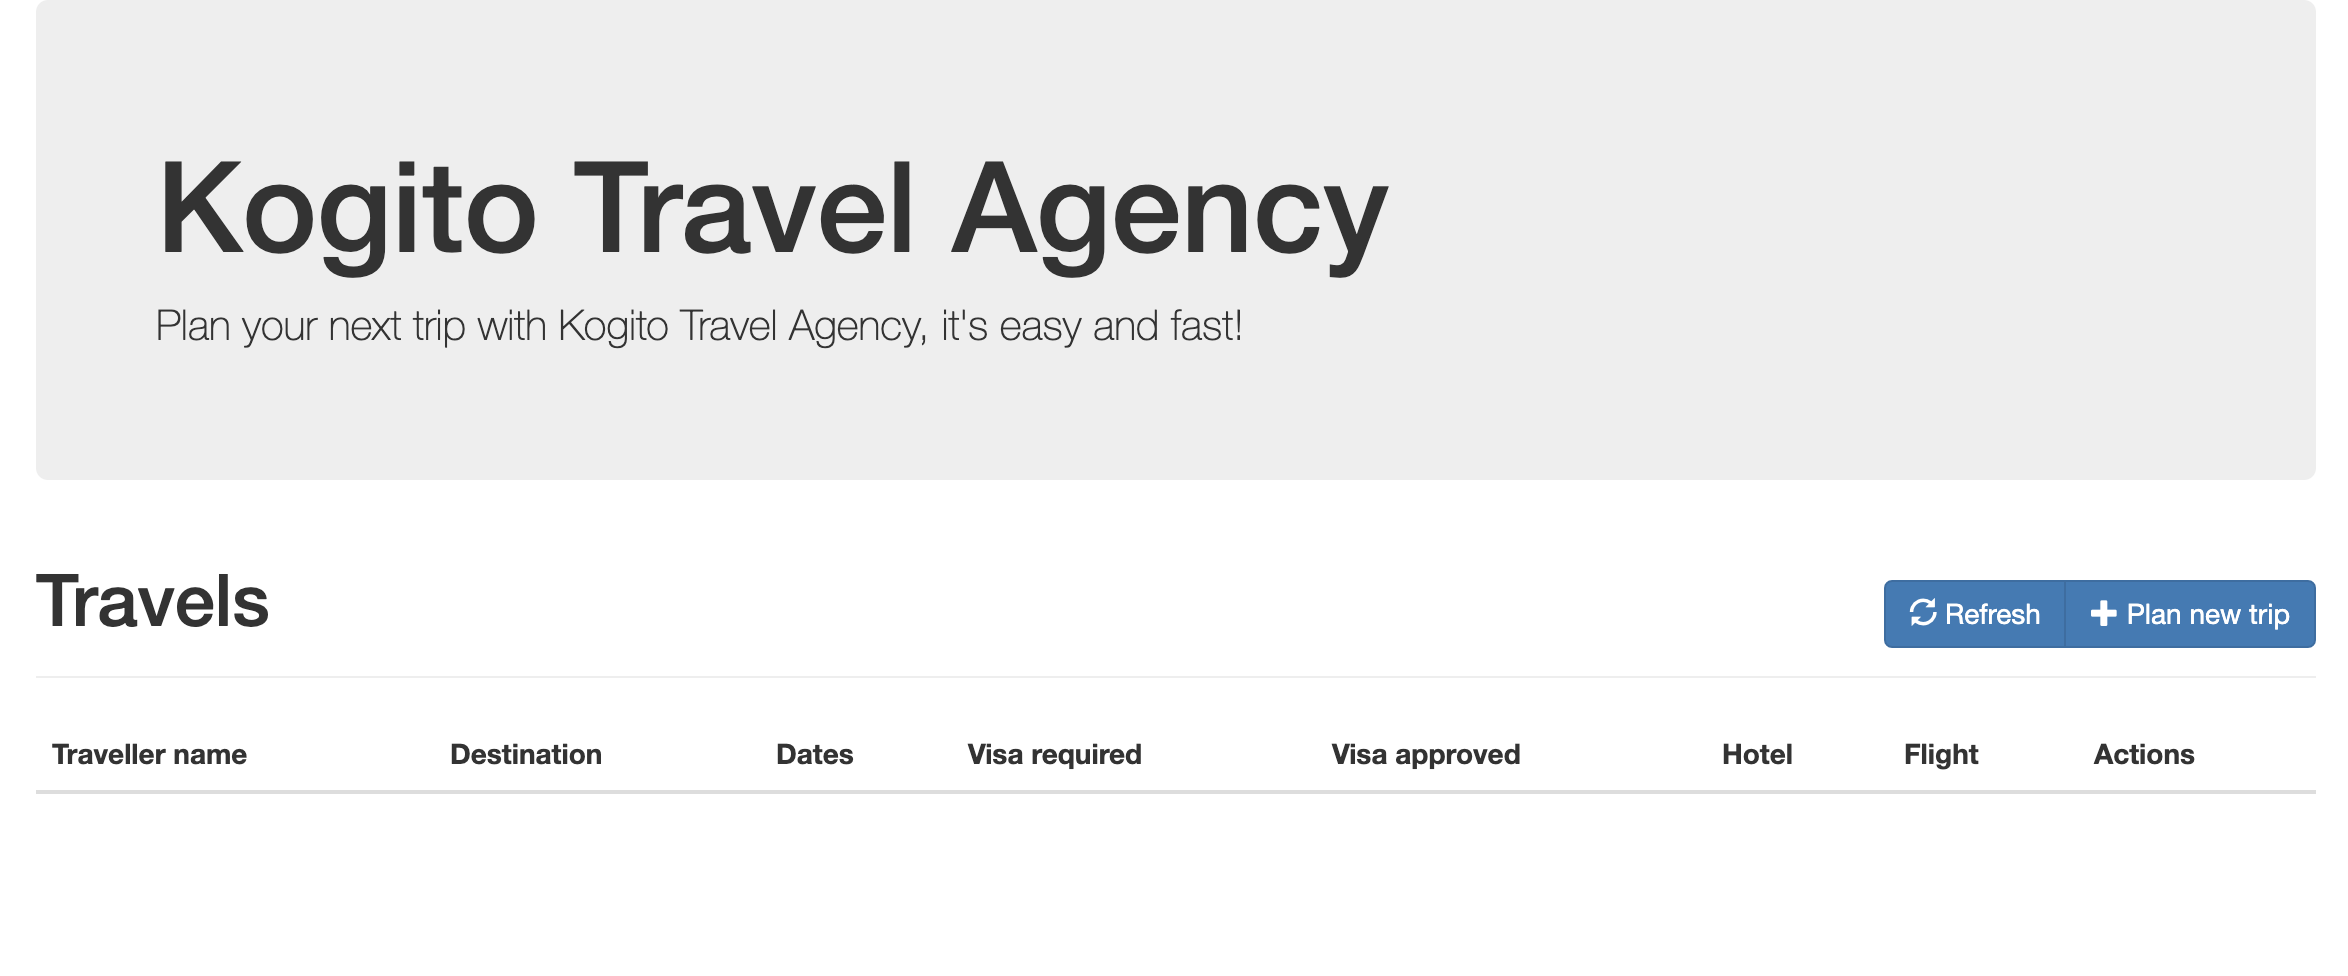 Kogito Travel Agency
Plan your next trip with Kogito Travel Agency, it's easy and fast!
Travels
Refresh Plan new trip
Traveller name Destination Dates Visa required Visa approved Hotel Flight Actions